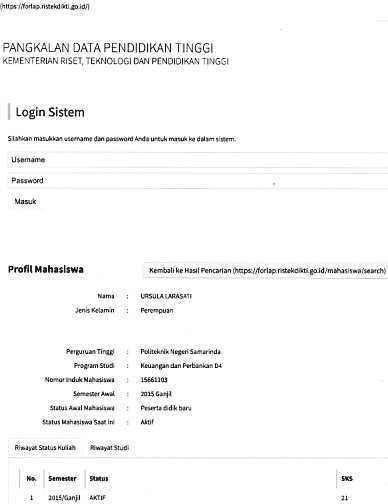 (https://forlap.ristekdikti.go.id/)
PANGKALAN DATA PENDIDIKAN TINGGI
KEMENTERIAN RISET, TEKNOLOGI DAN PENDIDIKAN TINGGI
Login Sistem
Silahkan masukkan username dan password Anda untuk masuk ke dalam sistem.
Username
Password
Masuk
Profil Mahasiswa
Kembali ke Hasil Pencarian (https://forlap.ristekdikti.go.id/mahasiswa/search)
Nama : URSULA LARASATI
Jenis Kelamin : Perempuan
Perguruan Tinggi : Politeknik Negeri Samarinda
Program Studi : Keuangan dan Perbankan D4
Nomor Induk Mahasiswa : 15661103
Semester Awal : 2015 Ganjil
Status Awal Mahasiswa : Peserta didik baru
Status Mahasiswa Saat ini : Aktif
Riwayat Status Kuliah Riwayat Studi
No. Semester Status SKS
1 2015/Ganjil AKTIF 21